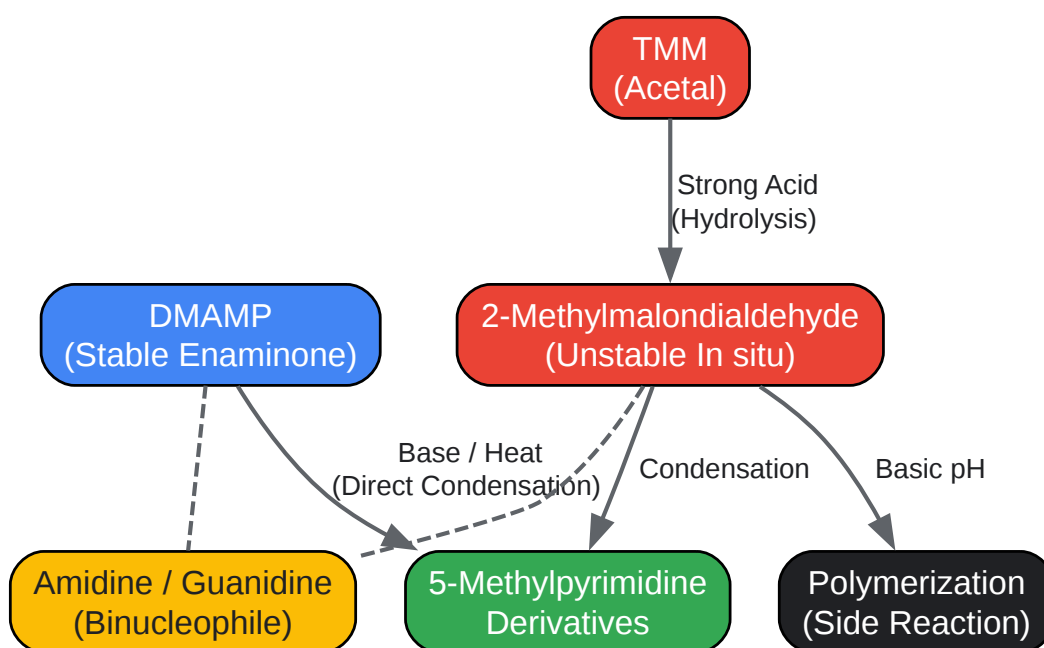 TMM
(Acetal)
Strong Acid
(Hydrolysis)
DMAMP
(Stable Enaminone)
2-Methylmalondialdehyde
(Unstable In situ)
Base / Heat
(Direct Condensation)
Condensation
Basic pH
Amidine / Guanidine
(Binucleophile)
5-Methylpyrimidine
Derivatives
Polymerization
(Side Reaction)